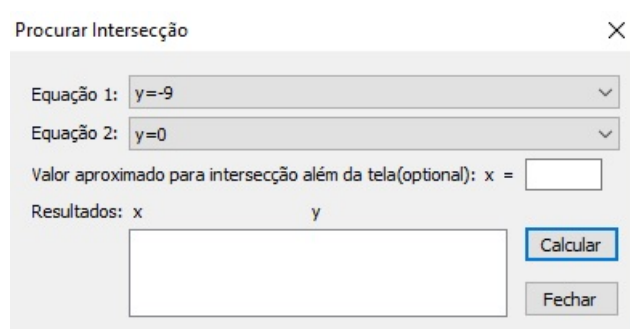 Procurar Intersecção
Equação 1: y=-9
Equação 2: y=0
Valor aproximado para intersecção além da tela(optional): x =
Resultados: x y
Calcular
Fechar